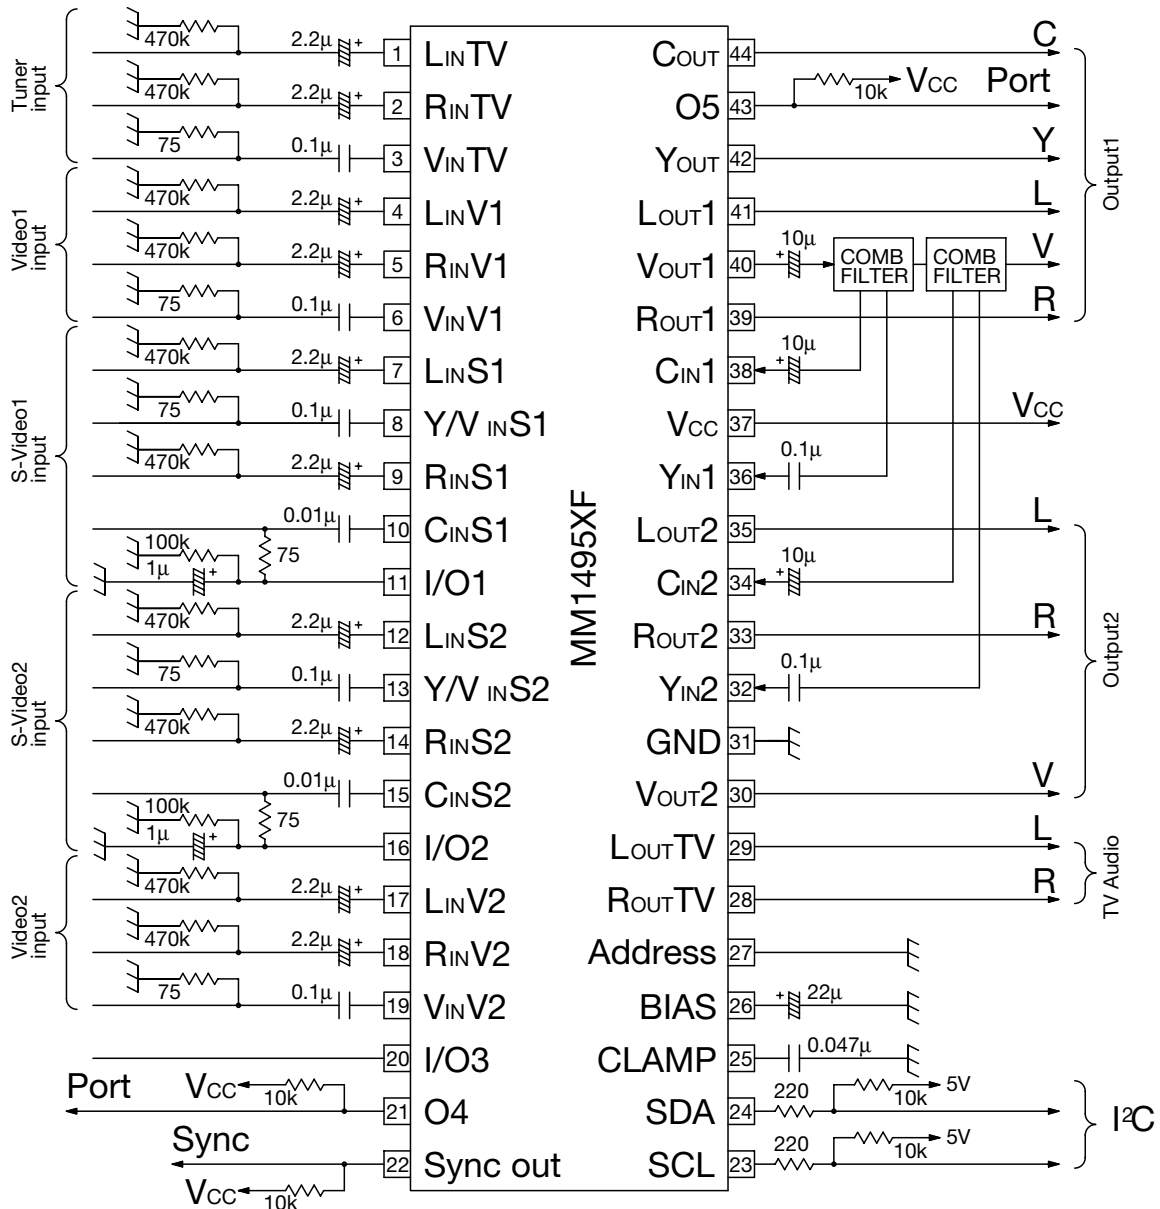 Tuner input
470k 2.2μ + 1 LINTV
470k 2.2μ + 2 RINTV
75 0.1μ 3 VINTV
Video1 input
470k 2.2μ + 4 LINV1
470k 2.2μ + 5 RINV1
75 0.1μ 6 VINV1
S-Video1 input
470k 2.2μ + 7 LINS1
75 0.1μ 8 Y/V INS1
470k 2.2μ + 9 RINS1
0.01μ 10 CINS1
100k 75
1μ + 11 I/O1
S-Video2 input
470k 2.2μ + 12 LINS2
75 0.1μ 13 Y/V INS2
470k 2.2μ + 14 RINS2
0.01μ 15 CINS2
100k 75
1μ + 16 I/O2
Video2 input
470k 2.2μ + 17 LINV2
470k 2.2μ + 18 RINV2
75 0.1μ 19 VINV2
20 I/O3
Port VCC 10k 21 O4
Sync 22 Sync out
VCC 10k
MM1495XF
COUT 44 C
O5 43 10k VCC Port
YOUT 42 Y
LOUT1 41 L
VOUT1 40 + 10μ COMB FILTER COMB FILTER V
ROUT1 39 R
Output1
CIN1 38 + 10μ
VCC 37 VCC
YIN1 36 0.1μ
LOUT2 35 L
CIN2 34 + 10μ
ROUT2 33 R
YIN2 32 0.1μ
GND 31
VOUT2 30 V
Output2
LOUTTV 29 L
ROUTTV 28 R
TV Audio
Address 27
BIAS 26 + 22μ
CLAMP 25 0.047μ
SDA 24 220 10k 5V
SCL 23 220 10k 5V
I²C